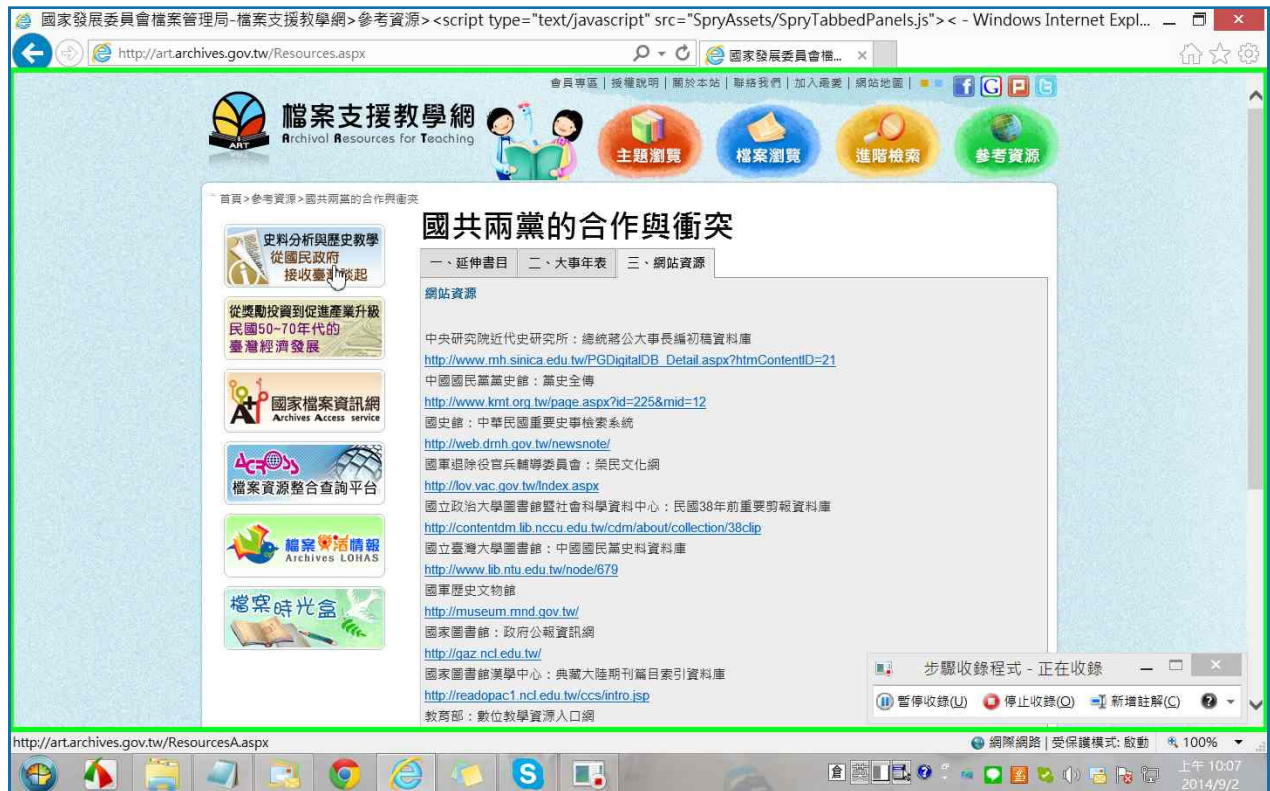 國家發展委員會檔案管理局-檔案支援教學網>參考資源><script type="text/javascript" src="SpryAssets/SpryTabbedPanels.js">< - Windows Internet Expl...
http://art.archives.gov.tw/Resources.aspx
國家發展委員會檔...
會員專區 | 授權說明 | 關於本站 | 聯絡我們 | 加入最愛 | 網站地圖 |
檔案支援教學網
Archival Resources for Teaching
ART
主題瀏覽
檔案瀏覽
進階檢索
參考資源
首頁>參考資源>國共兩黨的合作與衝突
史料分析與歷史教學
從國民政府
接收臺灣談起
從獎勵投資到促進產業升級
民國50~70年代的
臺灣經濟發展
國家檔案資訊網
Archives Access service
ACROSS
檔案資源整合查詢平台
檔案樂活情報
Archives LOHAS
檔案時光盒
國共兩黨的合作與衝突
一、延伸書目
二、大事年表
三、網站資源
網站資源
中央研究院近代史研究所：總統蔣公大事長編初稿資料庫
http://www.mh.sinica.edu.tw/PGDigitalDB_Detail.aspx?htmContentID=21
中國國民黨黨史館：黨史全傳
http://www.kmt.org.tw/page.aspx?id=225&mid=12
國史館：中華民國重要史事檢索系統
http://web.drnh.gov.tw/newsnote/
國軍退除役官兵輔導委員會：榮民文化網
http://lov.vac.gov.tw/Index.aspx
國立政治大學圖書館暨社會科學資料中心：民國38年前重要剪報資料庫
http://contentdm.lib.nccu.edu.tw/cdm/about/collection/38clip
國立臺灣大學圖書館：中國國民黨史料資料庫
http://www.lib.ntu.edu.tw/node/679
國軍歷史文物館
http://museum.mnd.gov.tw/
國家圖書館：政府公報資訊網
http://gaz.ncl.edu.tw/
國家圖書館漢學中心：典藏大陸期刊篇目索引資料庫
http://readopac1.ncl.edu.tw/ccs/intro.jsp
教育部：數位教學資源入口網
步驟收錄程式 - 正在收錄
暫停收錄(U)
停止收錄(O)
新增註解(C)
http://art.archives.gov.tw/ResourcesA.aspx
網際網路 | 受保護模式: 啟動
100%
上午 10:07
2014/9/2